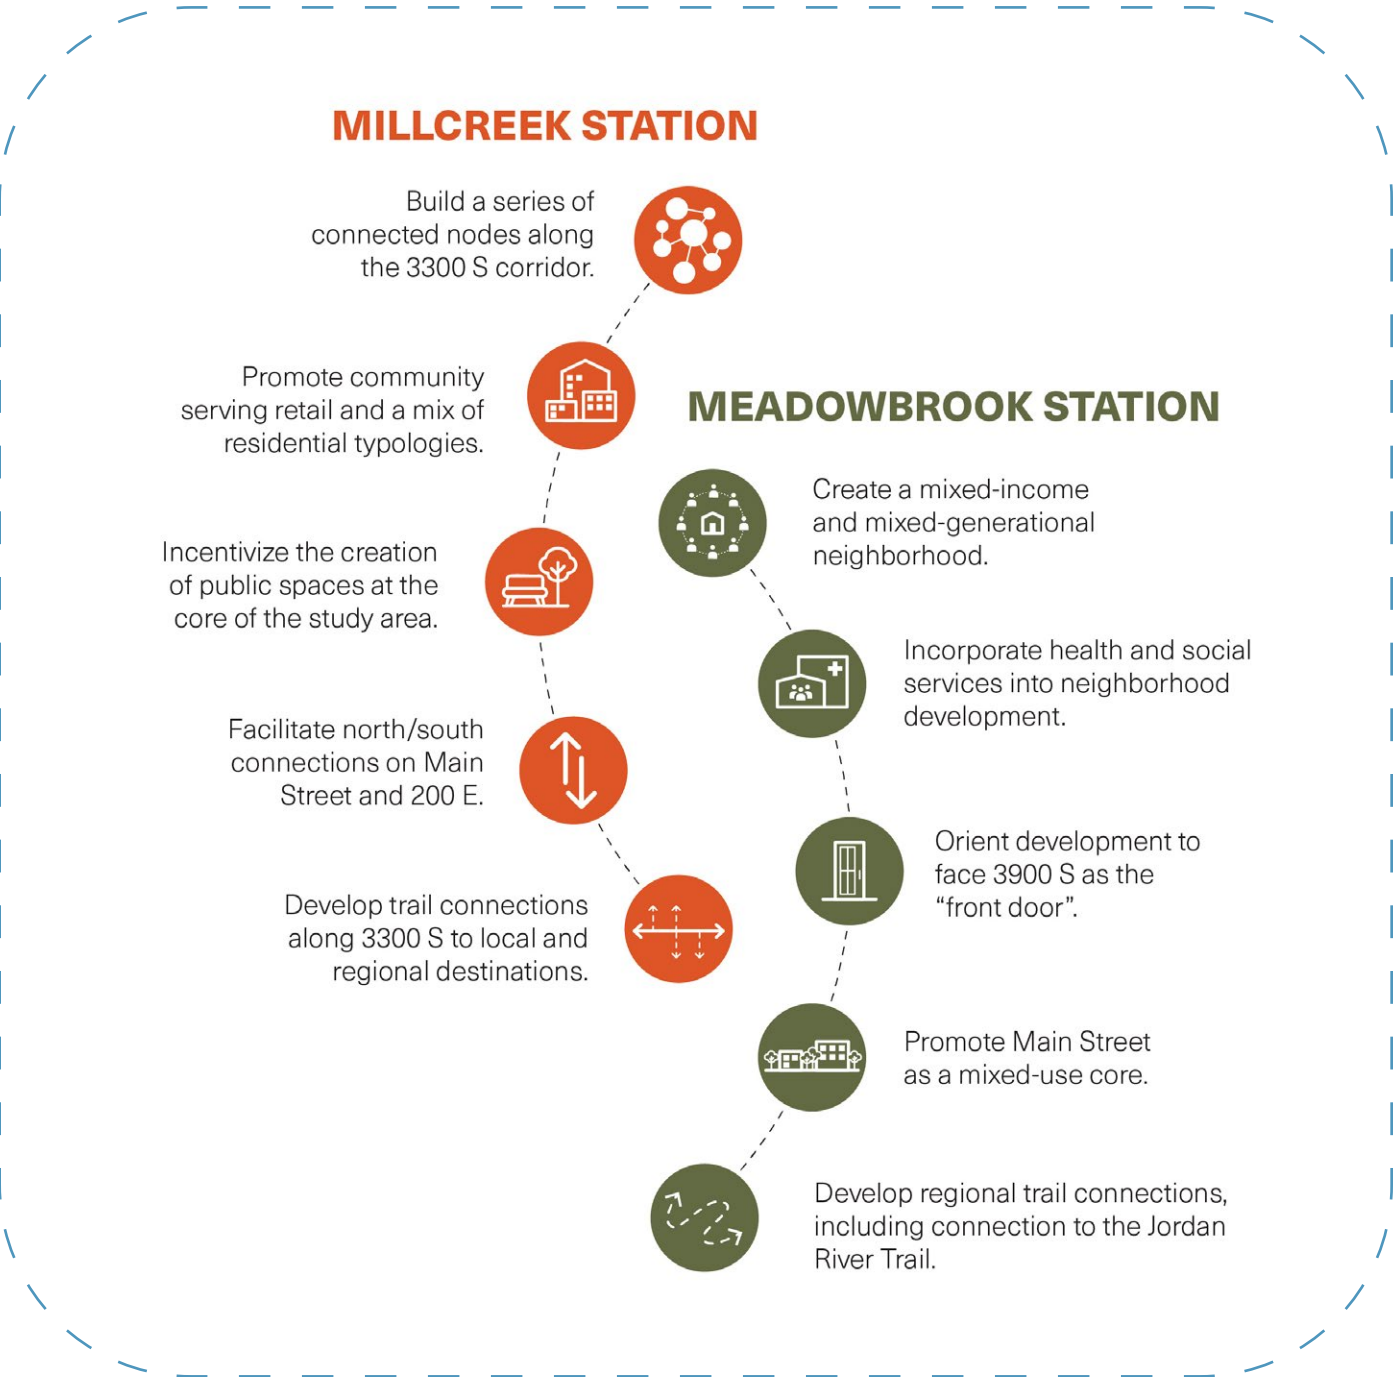 MILLCREEK STATION
Build a series of
connected nodes along
the 3300 S corridor.
Promote community
serving retail and a mix of
residential typologies.
Incentivize the creation
of public spaces at the
core of the study area.
Facilitate north/south
connections on Main
Street and 200 E.
Develop trail connections
along 3300 S to local and
regional destinations.
MEADOWBROOK STATION
Create a mixed-income
and mixed-generational
neighborhood.
Incorporate health and social
services into neighborhood
development.
Orient development to
face 3900 S as the
“front door”.
Promote Main Street
as a mixed-use core.
Develop regional trail connections,
including connection to the Jordan
River Trail.